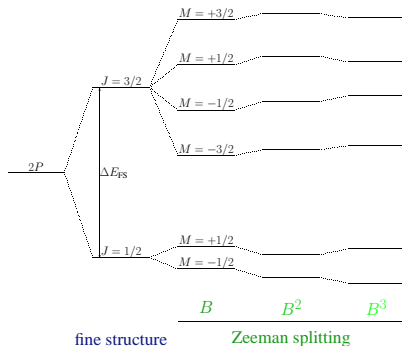 M = +3/2
M = +1/2
J = 3/2
M = −1/2
M = −3/2
2P
ΔE_FS
M = +1/2
J = 1/2
M = −1/2
B B² B³
fine structure Zeeman splitting